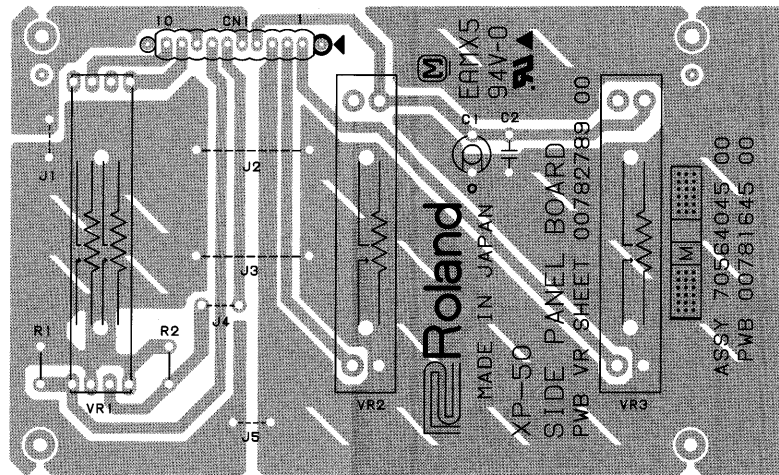 10 CN1 1
J1
J2
J3
J4
J5
R1
R2
VR1
VR2
VR3
C1
C2
M
EAMX5
94V-0
Roland
MADE IN JAPAN
XP-50
SIDE PANEL BOARD
PWB VR SHEET 00782789 00
M
ASSY 70564045 00
PWB 00781645 00